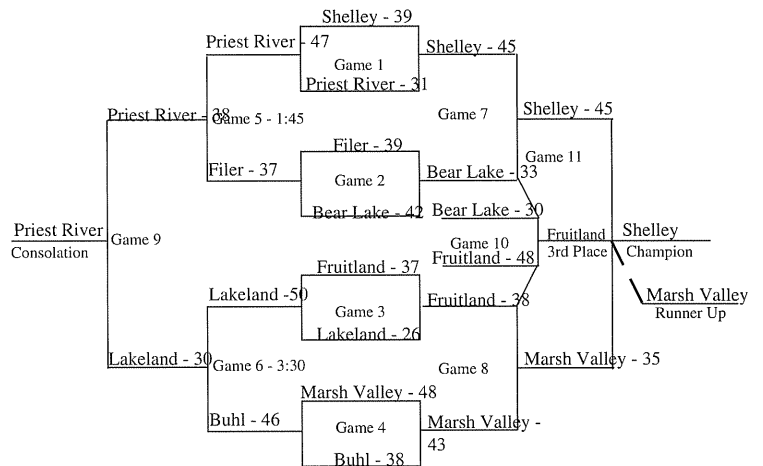 Shelley - 39
Priest River - 47
Shelley - 45
Game 1
Priest River - 31
Priest River - 38
Game 5 - 1:45
Game 7
Shelley - 45
Filer - 39
Game 11
Filer - 37
Game 2
Bear Lake - 33
Bear Lake - 42
Bear Lake - 30
Priest River
Consolation
Game 9
Game 10
Fruitland
3rd Place
Shelley
Champion
Fruitland - 48
Fruitland - 37
Lakeland -50
Game 3
Fruitland - 38
Marsh Valley
Runner Up
Lakeland - 26
Lakeland - 30
Game 6 - 3:30
Game 8
Marsh Valley - 35
Marsh Valley - 48
Buhl - 46
Game 4
Marsh Valley -
43
Buhl - 38